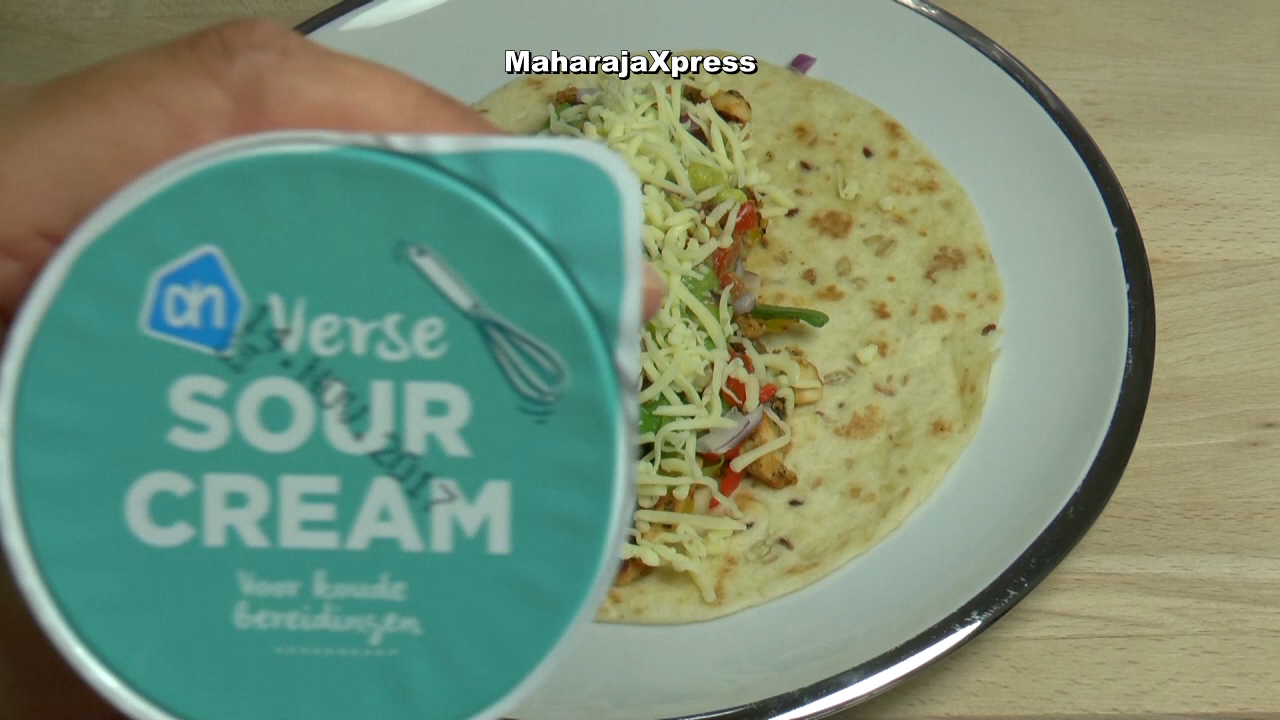 MaharajaXpress
ah
Verse
SOUR
CREAM
Voor koude
bereidingen